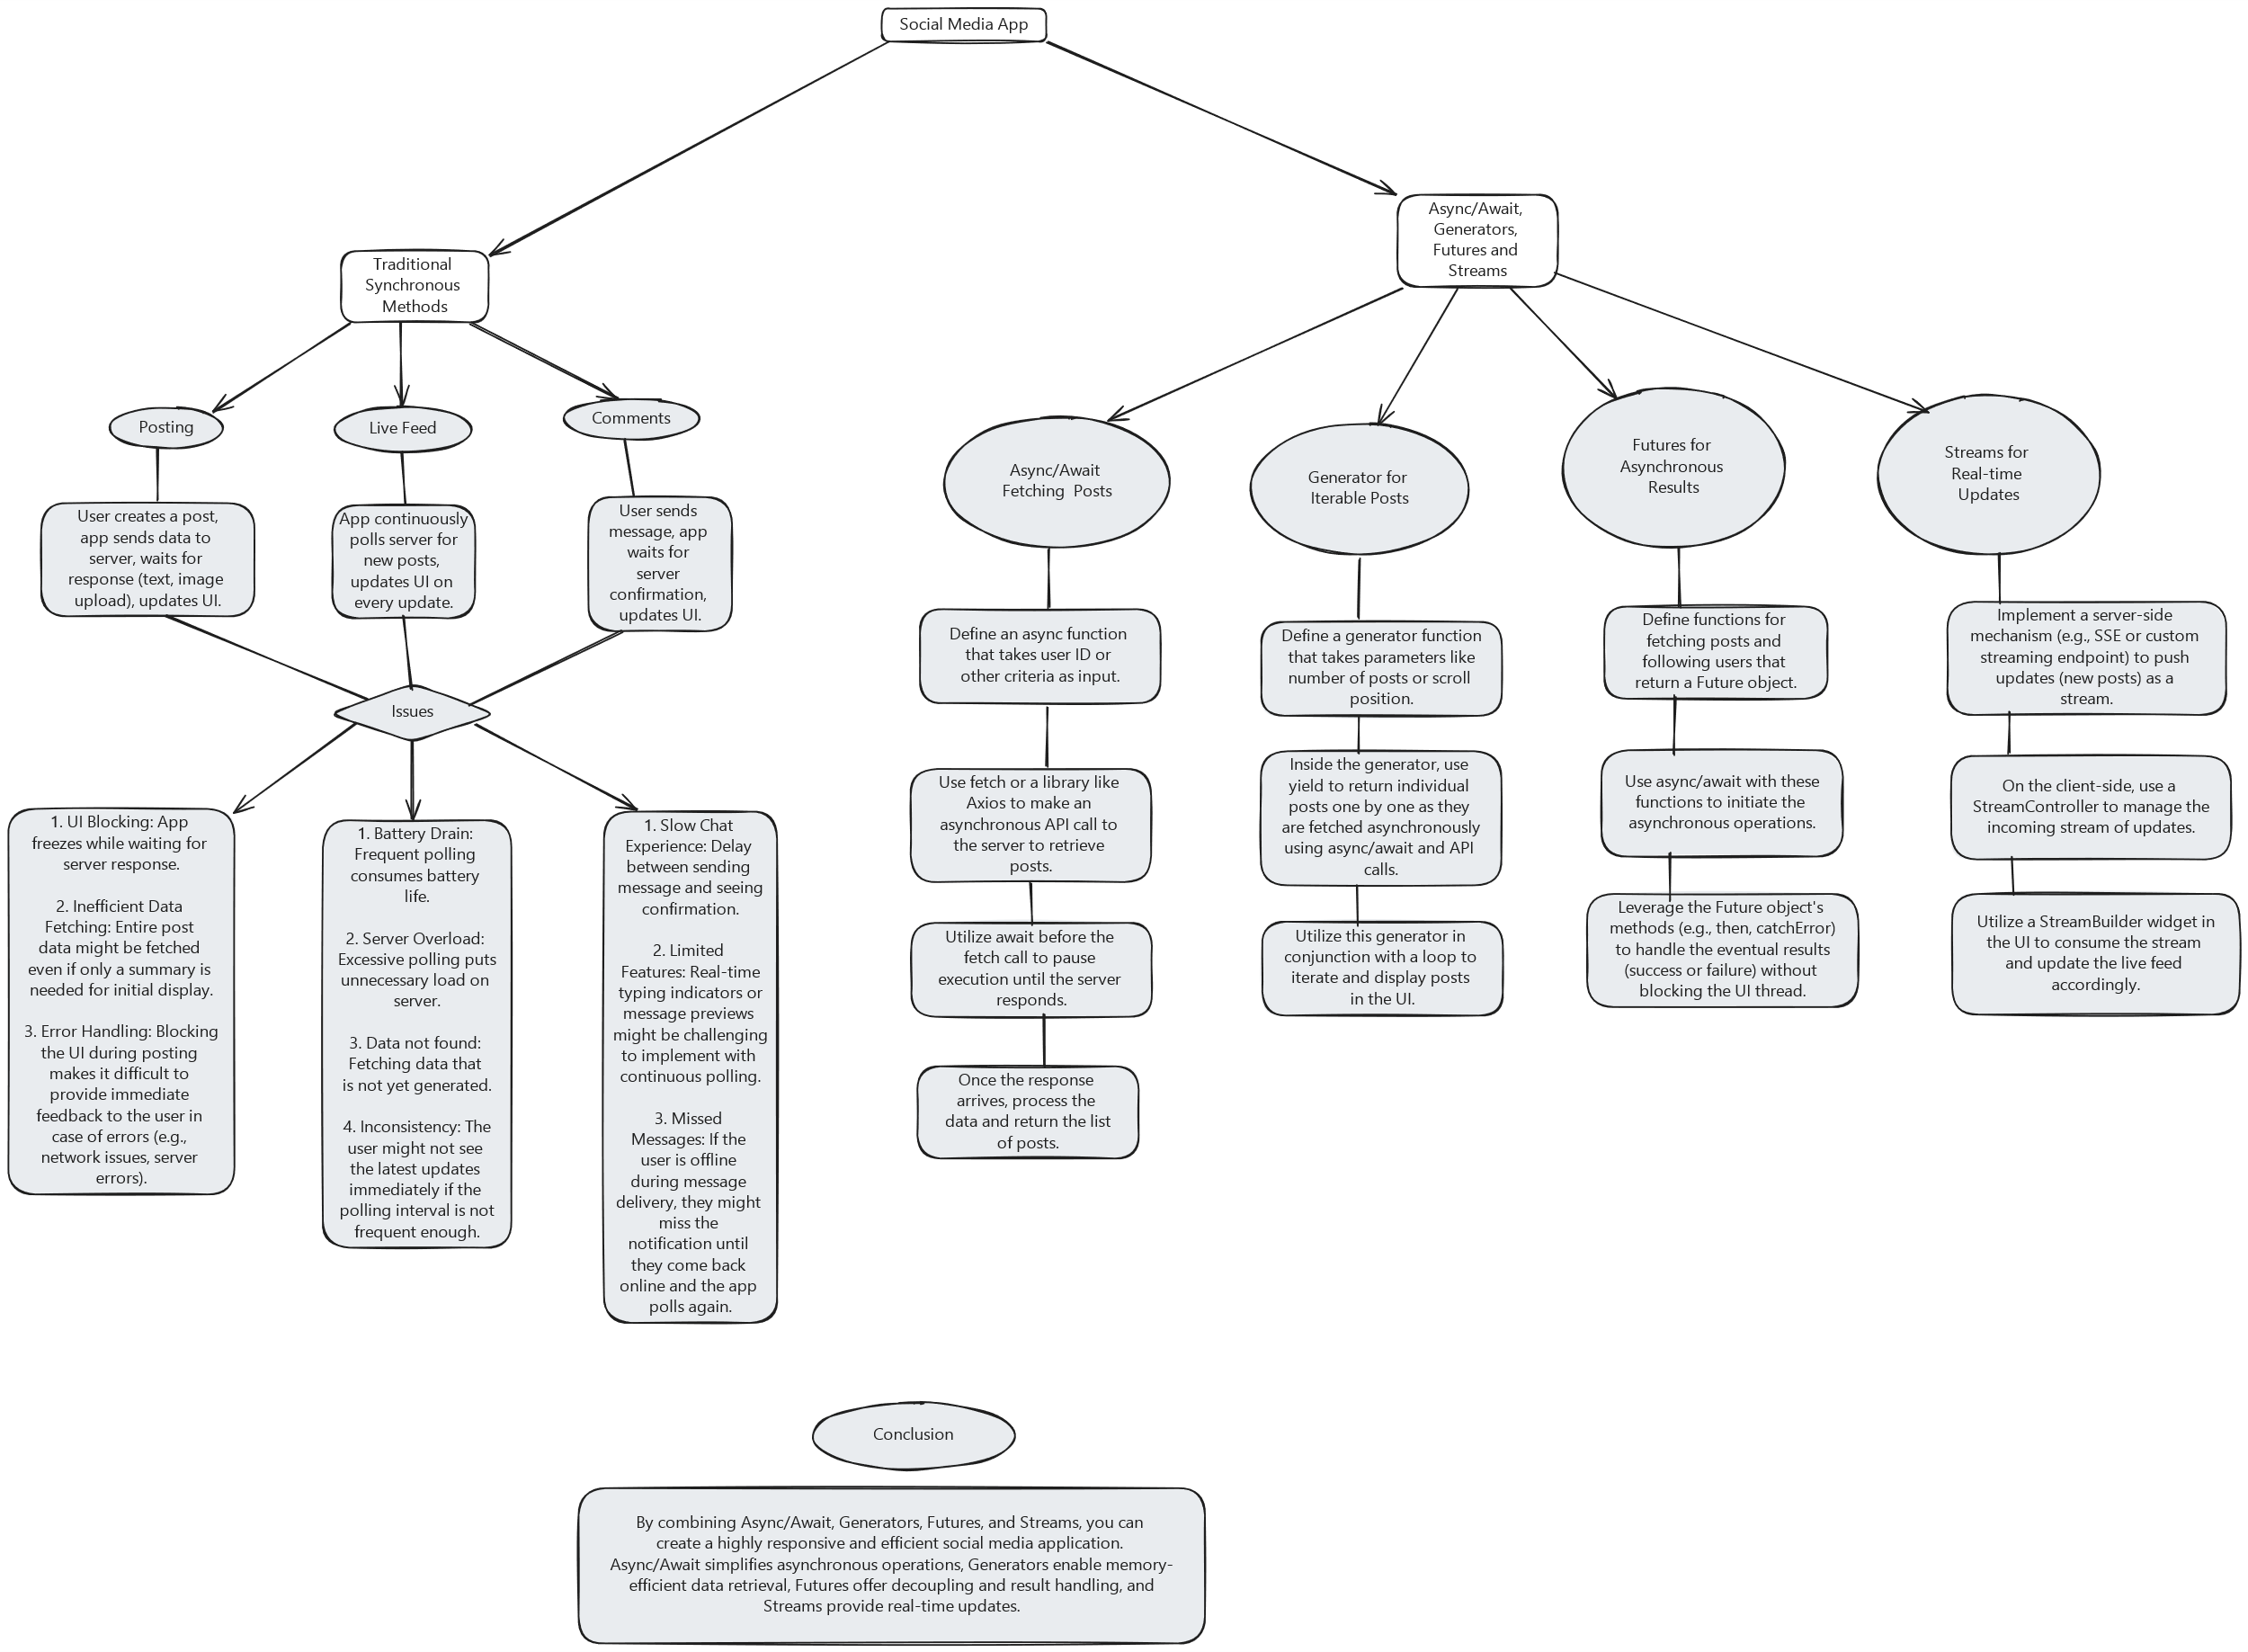 Social Media App
Traditional
Synchronous
Methods
Async/Await,
Generators,
Futures and
Streams
Posting
Live Feed
Comments
User creates a post,
app sends data to
server, waits for
response (text, image
upload), updates UI.
App continuously
polls server for
new posts,
updates UI on
every update.
User sends
message, app
waits for
server
confirmation,
updates UI.
Issues
1. UI Blocking: App
freezes while waiting for
server response.
2. Inefficient Data
Fetching: Entire post
data might be fetched
even if only a summary is
needed for initial display.
3. Error Handling: Blocking
the UI during posting
makes it difficult to
provide immediate
feedback to the user in
case of errors (e.g.,
network issues, server
errors).
1. Battery Drain:
Frequent polling
consumes battery
life.
2. Server Overload:
Excessive polling puts
unnecessary load on
server.
3. Data not found:
Fetching data that
is not yet generated.
4. Inconsistency: The
user might not see
the latest updates
immediately if the
polling interval is not
frequent enough.
1. Slow Chat
Experience: Delay
between sending
message and seeing
confirmation.
2. Limited
Features: Real-time
typing indicators or
message previews
might be challenging
to implement with
continuous polling.
3. Missed
Messages: If the
user is offline
during message
delivery, they might
miss the
notification until
they come back
online and the app
polls again.
Async/Await
Fetching Posts
Define an async function
that takes user ID or
other criteria as input.
Use fetch or a library like
Axios to make an
asynchronous API call to
the server to retrieve
posts.
Utilize await before the
fetch call to pause
execution until the server
responds.
Once the response
arrives, process the
data and return the list
of posts.
Generator for
Iterable Posts
Define a generator function
that takes parameters like
number of posts or scroll
position.
Inside the generator, use
yield to return individual
posts one by one as they
are fetched asynchronously
using async/await and API
calls.
Utilize this generator in
conjunction with a loop to
iterate and display posts
in the UI.
Futures for
Asynchronous
Results
Define functions for
fetching posts and
following users that
return a Future object.
Use async/await with these
functions to initiate the
asynchronous operations.
Leverage the Future object's
methods (e.g., then, catchError)
to handle the eventual results
(success or failure) without
blocking the UI thread.
Streams for
Real-time
Updates
Implement a server-side
mechanism (e.g., SSE or custom
streaming endpoint) to push
updates (new posts) as a
stream.
On the client-side, use a
StreamController to manage the
incoming stream of updates.
Utilize a StreamBuilder widget in
the UI to consume the stream
and update the live feed
accordingly.
Conclusion
By combining Async/Await, Generators, Futures, and Streams, you can
create a highly responsive and efficient social media application.
Async/Await simplifies asynchronous operations, Generators enable memory-
efficient data retrieval, Futures offer decoupling and result handling, and
Streams provide real-time updates.